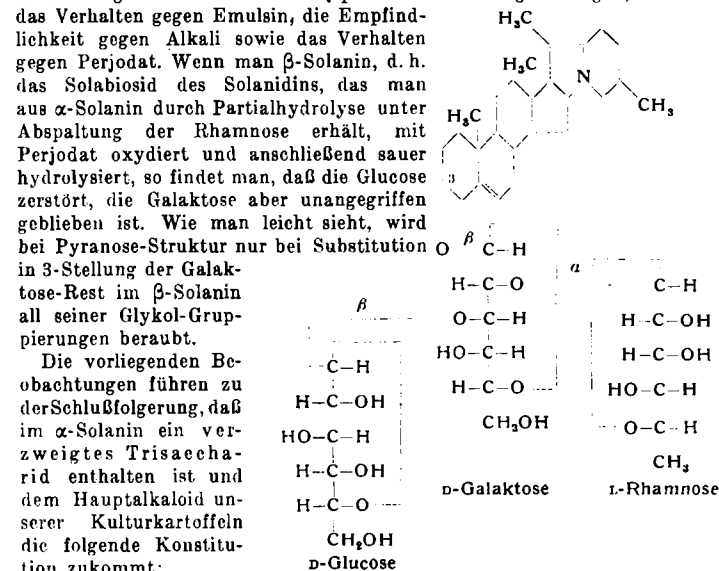 das Verhalten gegen Emulsin, die Empfind-
lichkeit gegen Alkali sowie das Verhalten
gegen Perjodat. Wenn man β-Solanin, d. h.
das Solabiosid des Solanidins, das man
aus α-Solanin durch Partialhydrolyse unter
Abspaltung der Rhamnose erhält, mit
Perjodat oxydiert und anschließend sauer
hydrolysiert, so findet man, daß die Glucose
zerstört, die Galaktose aber unangegriffen
geblieben ist. Wie man leicht sieht, wird
bei Pyranose-Struktur nur bei Substitution
in 3-Stellung der Galak-
tose-Rest im β-Solanin
all seiner Glykol-Grup-
pierungen beraubt.
Die vorliegenden Be-
obachtungen führen zu
der Schlußfolgerung, daß
im α-Solanin ein ver-
zweigtes Trisaccha-
rid enthalten ist und
dem Hauptalkaloid un-
serer Kulturkartoffeln
die folgende Konstitu-
tion zukommt:
H₃C
H₃C
N
CH₃
H₃C
3
O β C–H
H–C–O
O–C–H
HO–C–H
H–C–O
CH₂OH
D-Galaktose
α
C–H
H–C–OH
H–C–OH
HO–C–H
O–C–H
CH₃
L-Rhamnose
β
C–H
H–C–OH
HO–C–H
H–C–OH
H–C–O
CH₂OH
D-Glucose